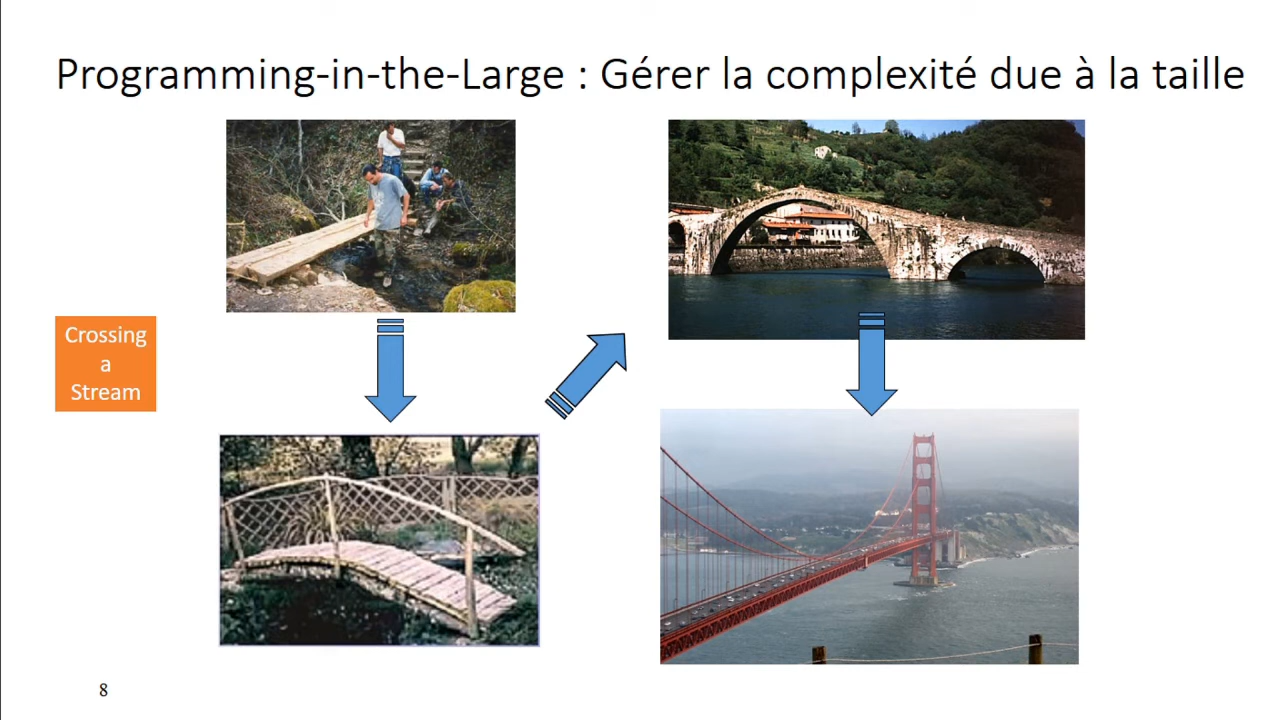 Programming-in-the-Large : Gérer la complexité due à la taille
Crossing
a
Stream
8